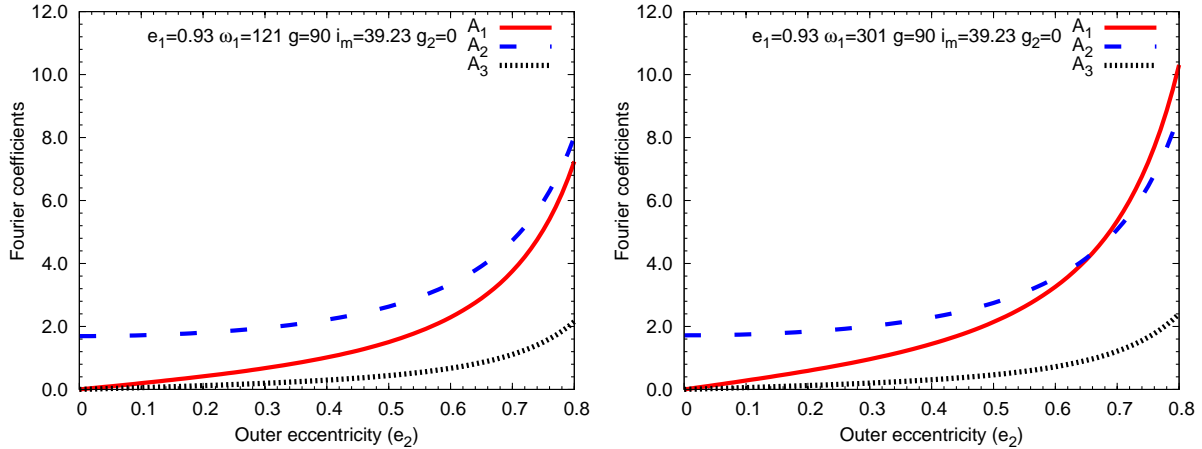 12.0
10.0
8.0
6.0
4.0
2.0
0.0
Fourier coefficients
e₁=0.93 ω₁=121 g=90 iₘ=39.23 g₂=0
A₁
A₂
A₃
0 0.1 0.2 0.3 0.4 0.5 0.6 0.7 0.8
Outer eccentricity (e₂)
12.0
10.0
8.0
6.0
4.0
2.0
0.0
Fourier coefficients
e₁=0.93 ω₁=301 g=90 iₘ=39.23 g₂=0
A₁
A₂
A₃
0 0.1 0.2 0.3 0.4 0.5 0.6 0.7 0.8
Outer eccentricity (e₂)